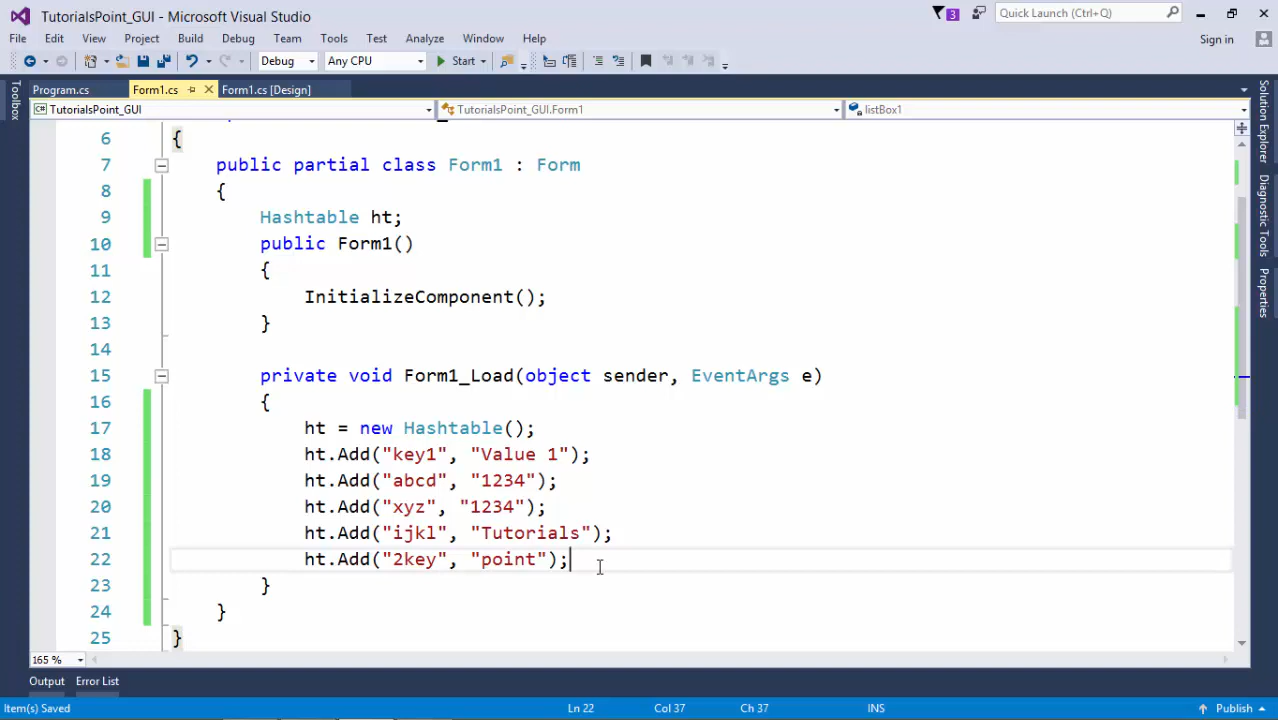 TutorialsPoint_GUI - Microsoft Visual Studio
3
Quick Launch (Ctrl+Q)
File Edit View Project Build Debug Team Tools Test Analyze Window Help
Sign in
Debug Any CPU Start
Program.cs Form1.cs Form1.cs [Design]
TutorialsPoint_GUI TutorialsPoint_GUI.Form1 listBox1
Toolbox
Solution Explorer
Diagnostic Tools
Properties
6 {
7 public partial class Form1 : Form
8 {
9 Hashtable ht;
10 public Form1()
11 {
12 InitializeComponent();
13 }
14
15 private void Form1_Load(object sender, EventArgs e)
16 {
17 ht = new Hashtable();
18 ht.Add("key1", "Value 1");
19 ht.Add("abcd", "1234");
20 ht.Add("xyz", "1234");
21 ht.Add("ijkl", "Tutorials");
22 ht.Add("2key", "point");
23 }
24 }
25 }
165 %
Output Error List
Item(s) Saved Ln 22 Col 37 Ch 37 INS Publish